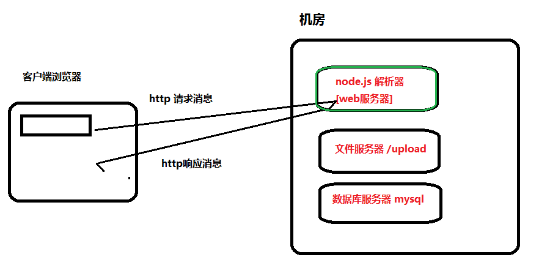 机房
客户端浏览器
node.js 解析器
[web服务器]
http 请求消息
文件服务器 /upload
http响应消息
数据库服务器 mysql